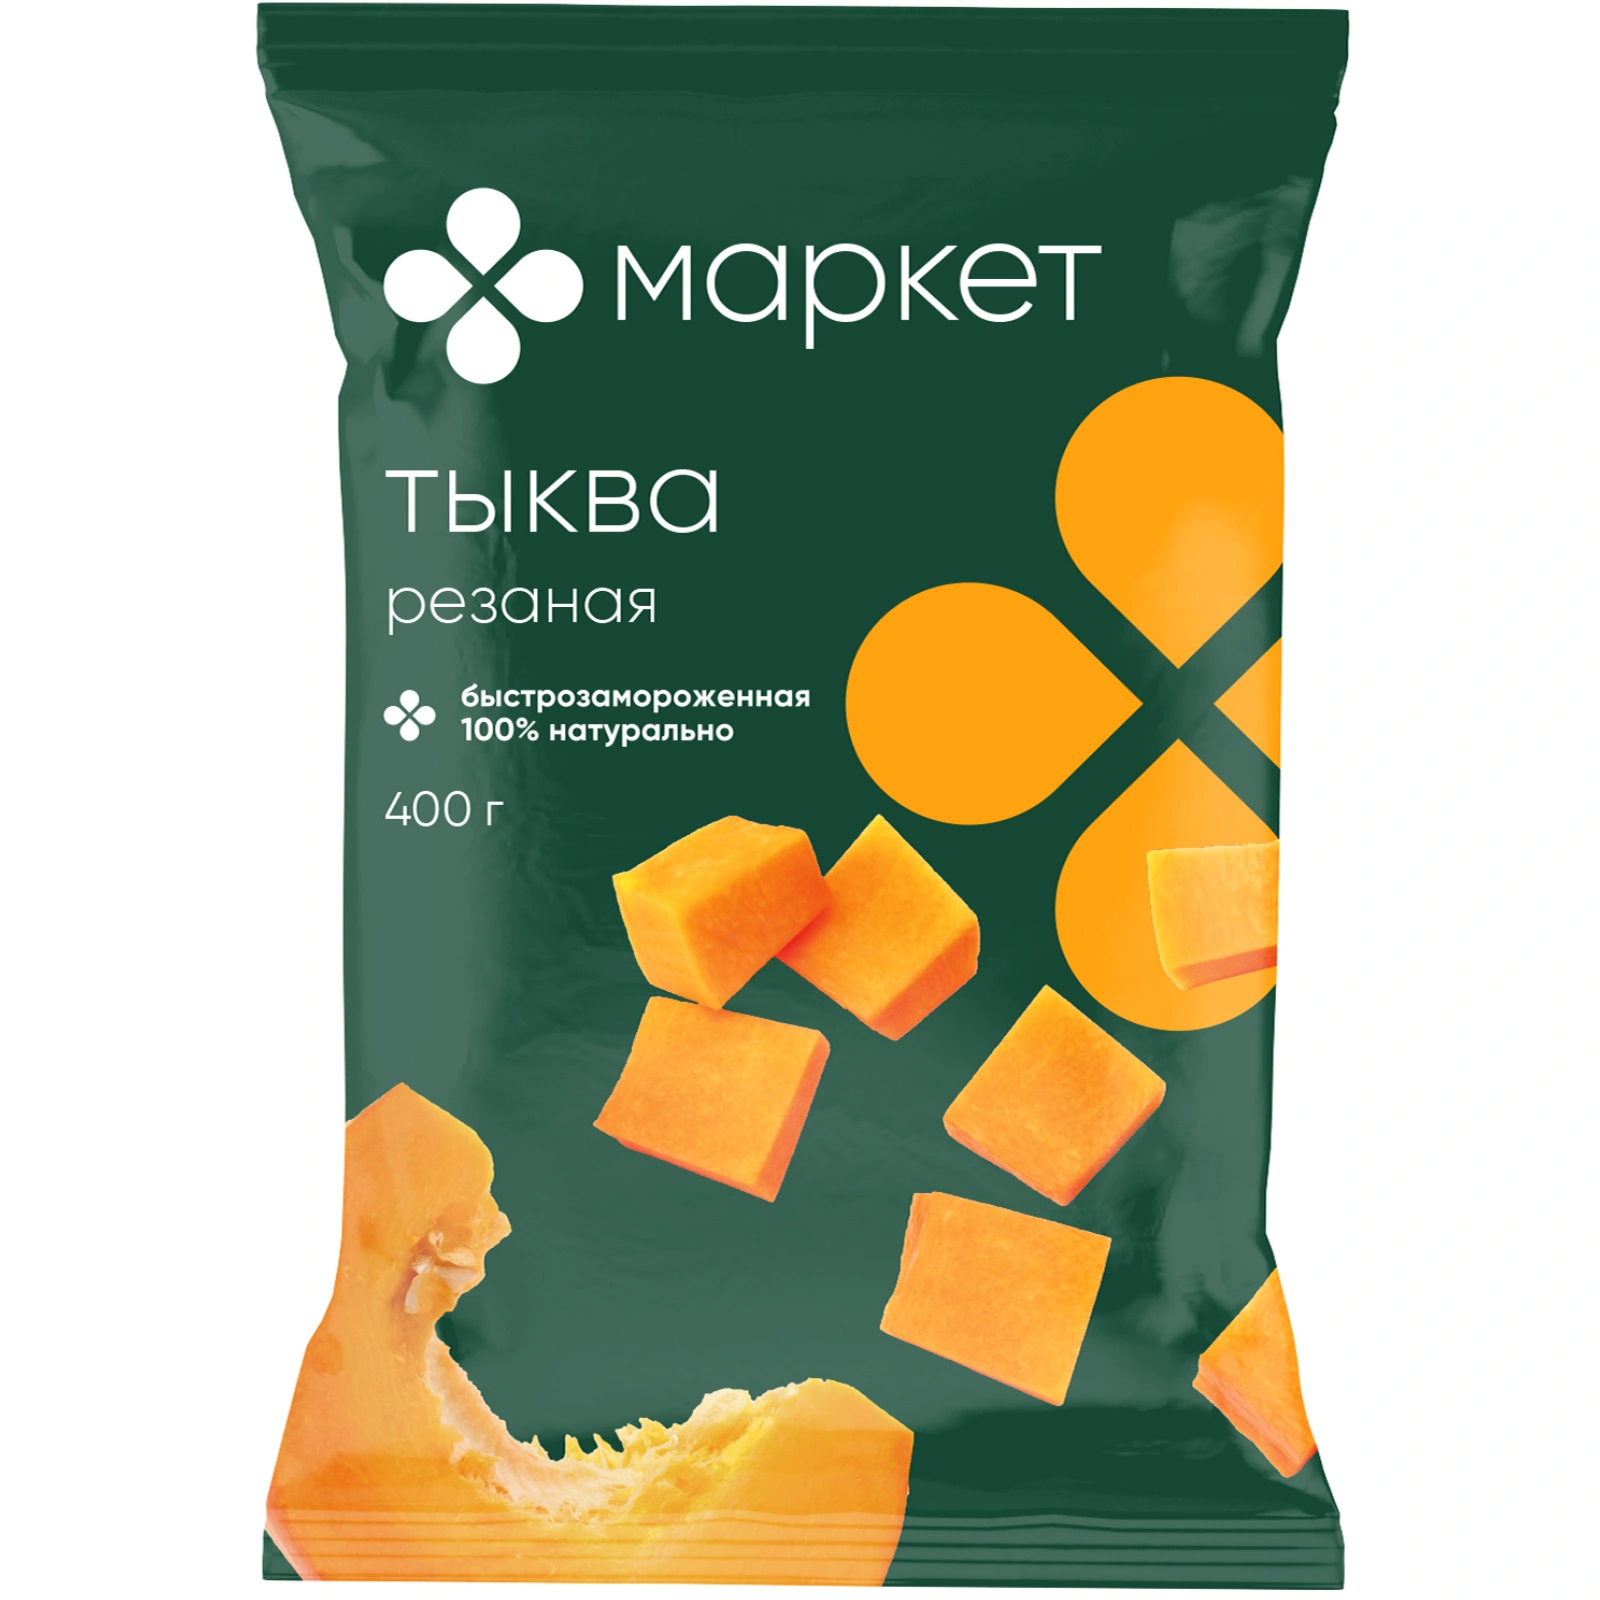 маркет
тыква
резаная
быстрозамороженная
100% натурально
400 г